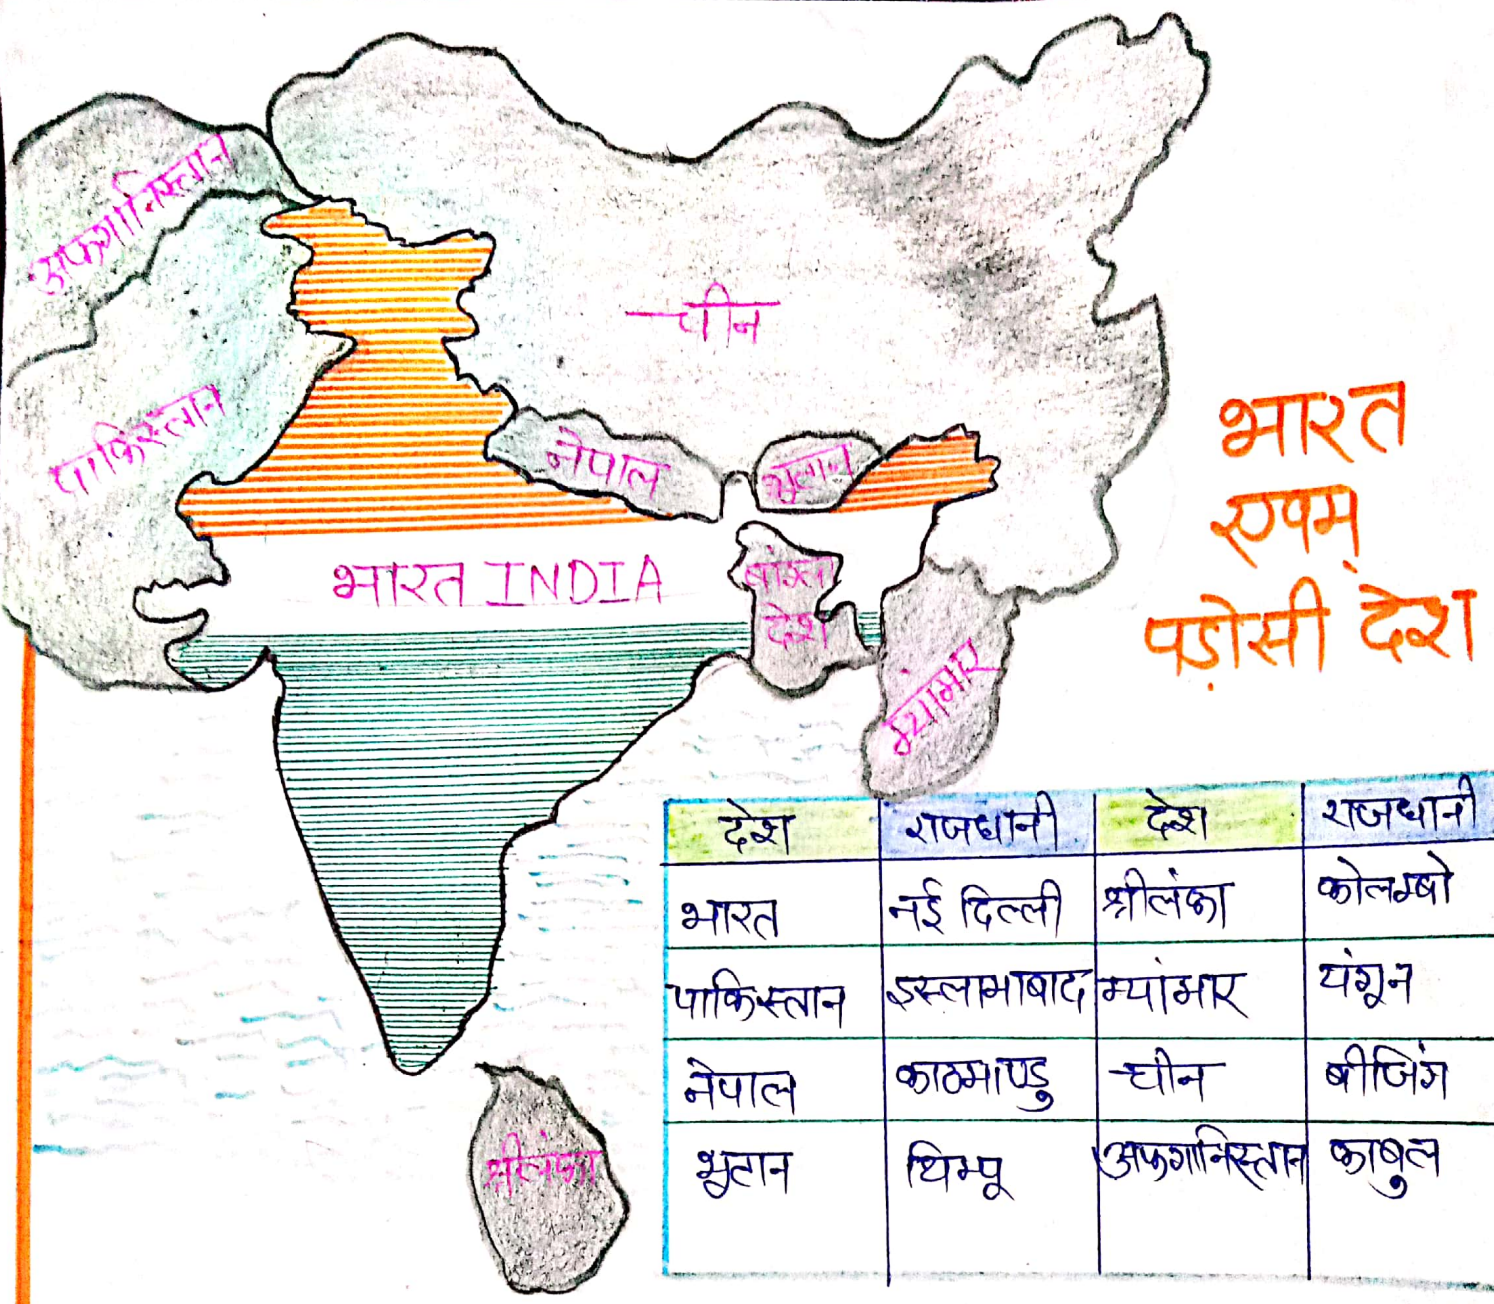 अफगानिस्तान
चीन
पाकिस्तान
नेपाल
भूटान
भारत INDIA
बांग्ला
देश
म्यांमार
श्रीलंका
भारत
एवम्
पड़ोसी देश
देश राजधानी देश राजधानी
भारत नई दिल्ली श्रीलंका कोलम्बो
पाकिस्तान इस्लामाबाद म्यांमार यंगून
नेपाल काठमाण्डु चीन बीजिंग
भूटान थिम्पू अफगानिस्तान काबुल